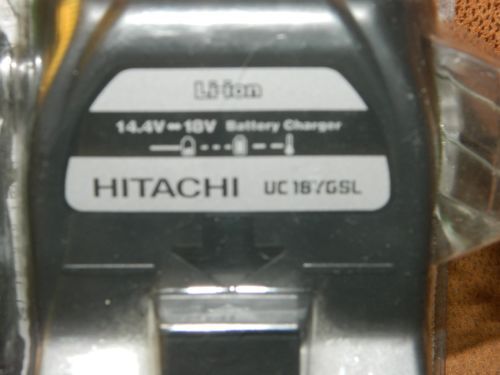 Li-ion
14.4V-18V Battery Charger
HITACHI UC 18YGSL